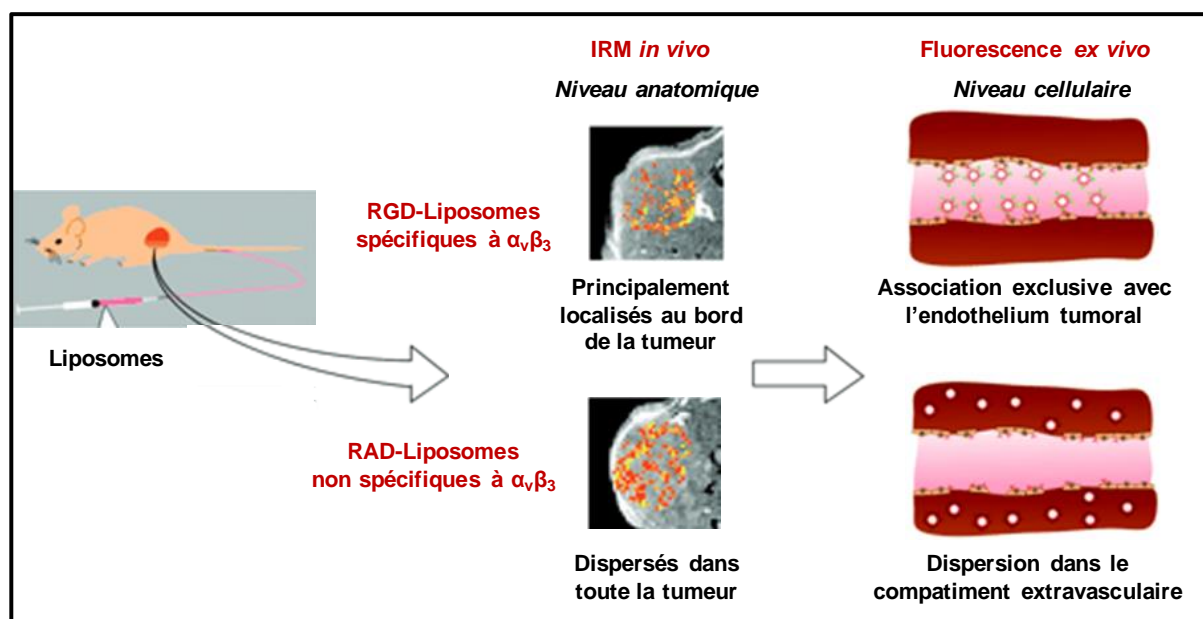 IRM in vivo
Niveau anatomique
Fluorescence ex vivo
Niveau cellulaire
RGD-Liposomes
spécifiques à αvβ3
Principalement
localisés au bord
de la tumeur
Association exclusive avec
l'endothelium tumoral
Liposomes
RAD-Liposomes
non spécifiques à αvβ3
Dispersés dans
toute la tumeur
Dispersion dans le
compatiment extravasculaire